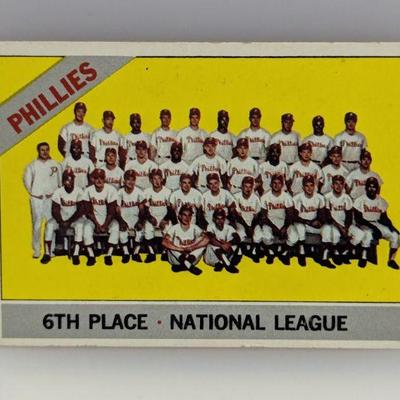 PHILLIES
6TH PLACE · NATIONAL LEAGUE